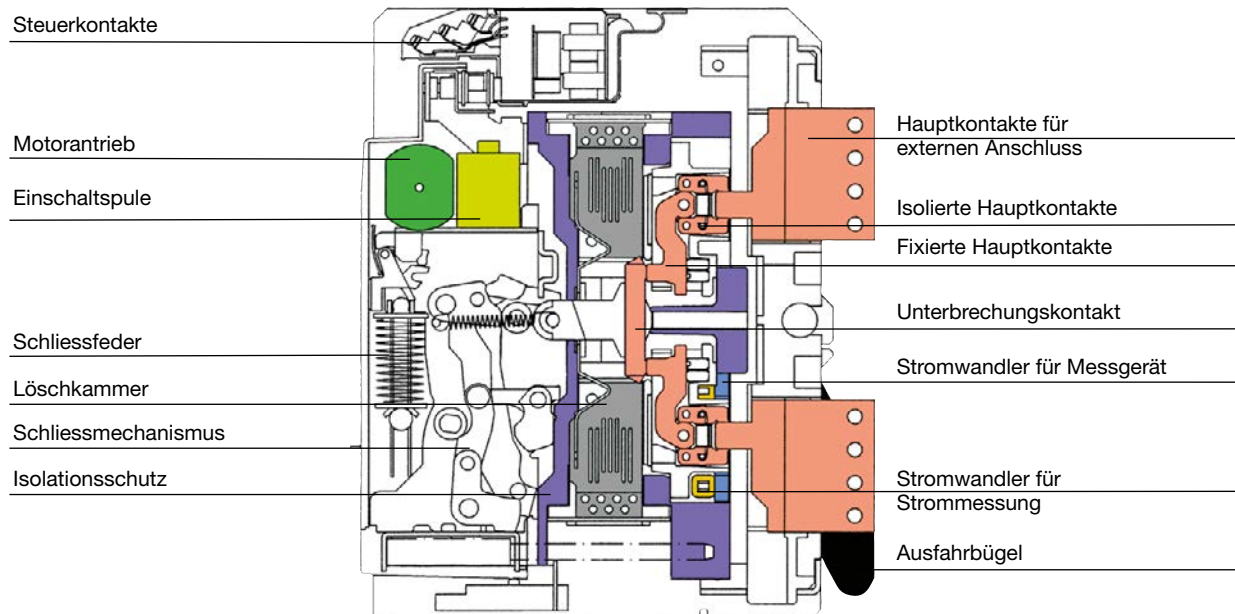 Steuerkontakte
Motorantrieb
Einschaltspule
Schliessfeder
Löschkammer
Schliessmechanismus
Isolationsschutz
Hauptkontakte für
externen Anschluss
Isolierte Hauptkontakte
Fixierte Hauptkontakte
Unterbrechungskontakt
Stromwandler für Messgerät
Stromwandler für
Strommessung
Ausfahrbügel